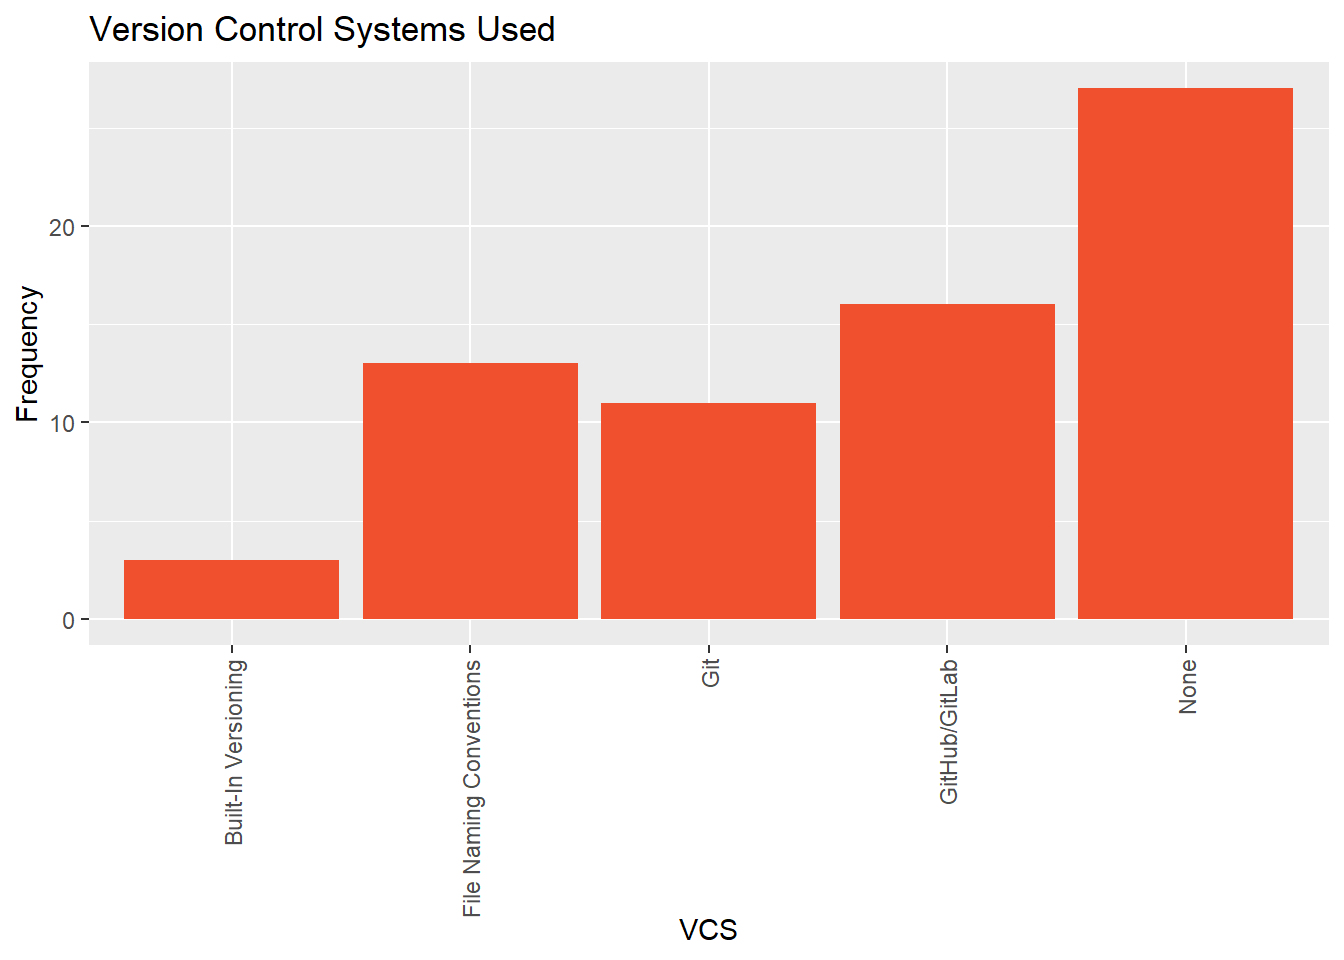 Version Control Systems Used
Frequency
20
10
0
Built-In Versioning
File Naming Conventions
Git
GitHub/GitLab
None
VCS